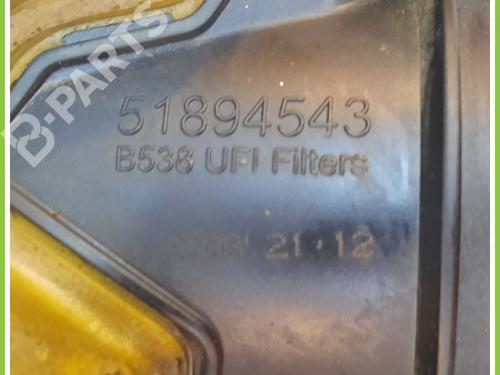 B-PARTS
51894543
B538 UFI Filters
21·12